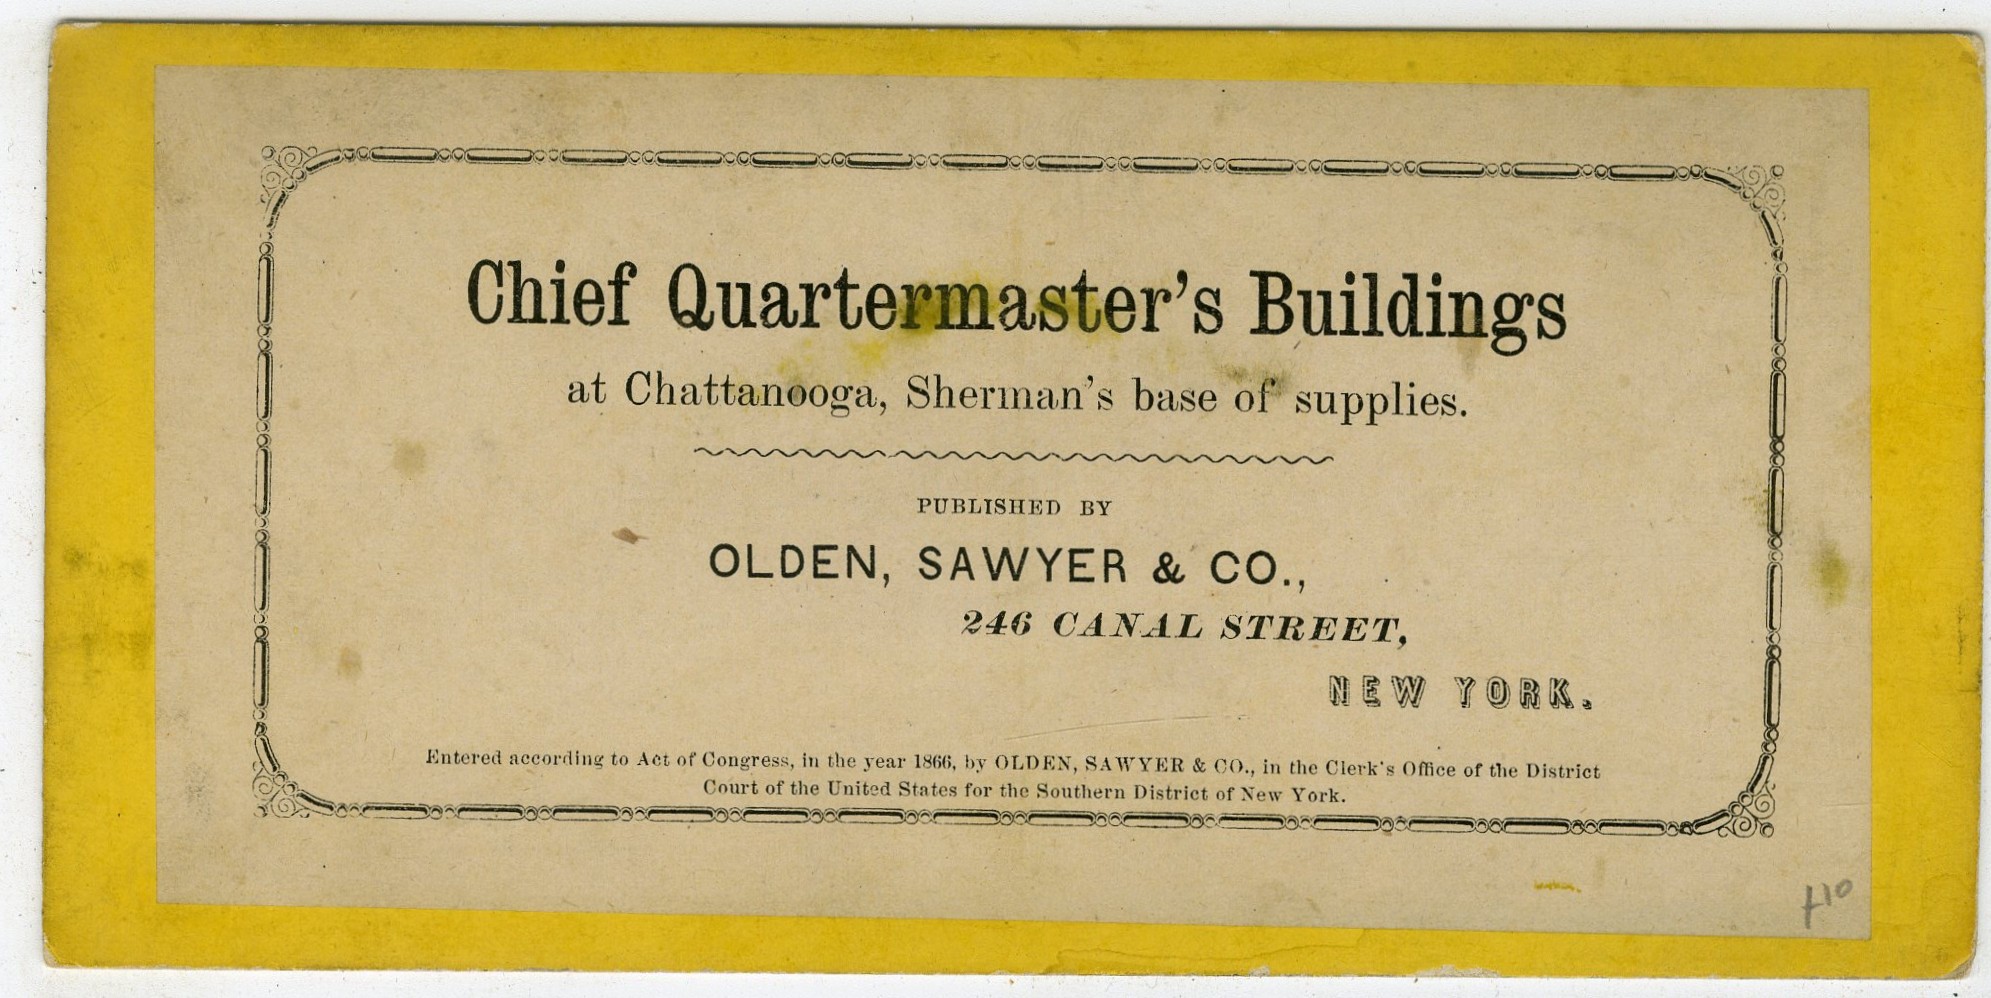 Chief Quartermaster's Buildings
at Chattanooga, Sherman's base of supplies.
PUBLISHED BY
OLDEN, SAWYER & CO.,
246 CANAL STREET,
NEW YORK.
Entered according to Act of Congress, in the year 1866, by OLDEN, SAWYER & CO., in the Clerk's Office of the District
Court of the United States for the Southern District of New York.